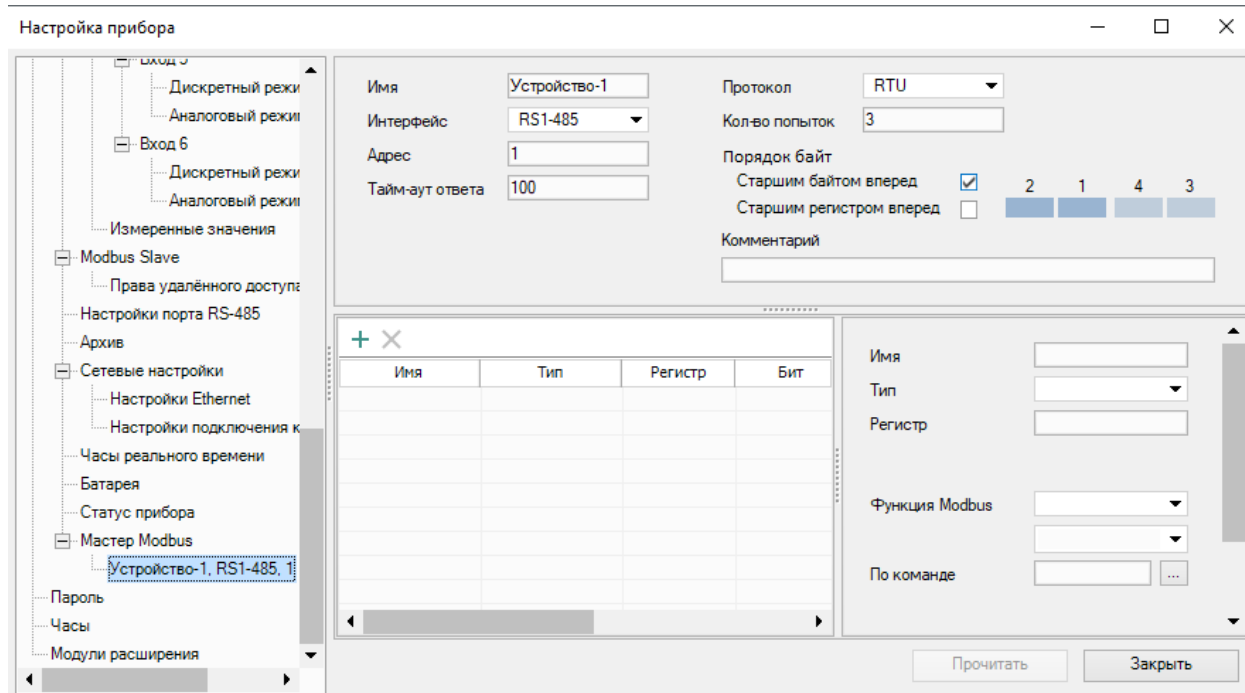 Настройка прибора
Вход 5
Дискретный режи
Аналоговый режи
Вход 6
Дискретный режи
Аналоговый режи
Измеренные значения
Modbus Slave
Права удалённого доступа
Настройки порта RS-485
Архив
Сетевые настройки
Настройки Ethernet
Настройки подключения к
Часы реального времени
Батарея
Статус прибора
Мастер Modbus
Устройство-1, RS1-485, 1
Пароль
Часы
Модули расширения
Имя Устройство-1
Интерфейс RS1-485
Адрес 1
Тайм-аут ответа 100
Протокол RTU
Кол-во попыток 3
Порядок байт
Старшим байтом вперед
Старшим регистром вперед
2 1 4 3
Комментарий
Имя Тип Регистр Бит
Имя
Тип
Регистр
Функция Modbus
По команде ...
Прочитать Закрыть